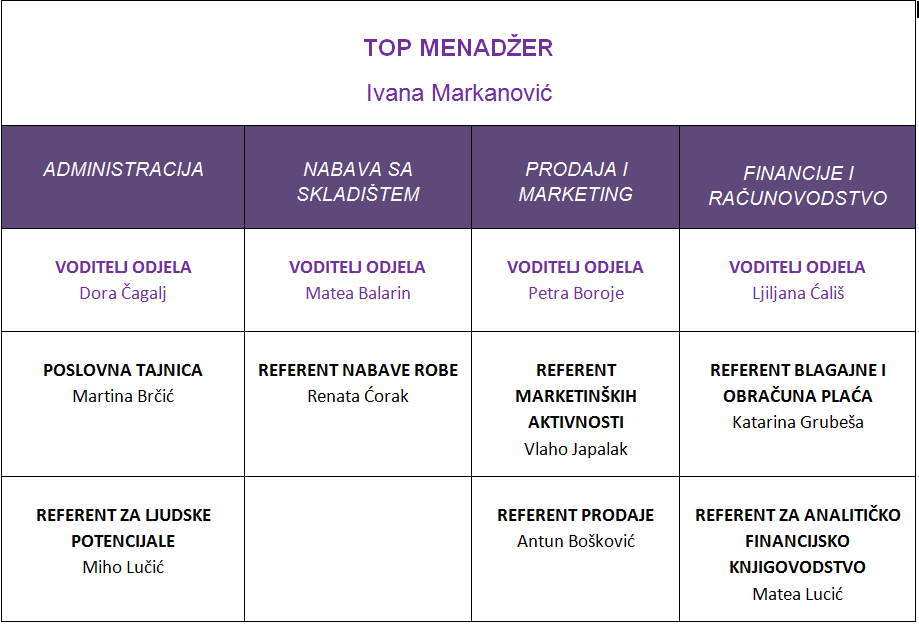 TOP MENADŽER
Ivana Markanović
ADMINISTRACIJA
NABAVA SA
SKLADIŠTEM
PRODAJA I
MARKETING
FINANCIJE I
RAČUNOVODSTVO
VODITELJ ODJELA
Dora Čagalj
VODITELJ ODJELA
Matea Balarin
VODITELJ ODJELA
Petra Boroje
VODITELJ ODJELA
Ljiljana Ćališ
POSLOVNA TAJNICA
Martina Brčić
REFERENT NABAVE ROBE
Renata Ćorak
REFERENT
MARKETINŠKIH
AKTIVNOSTI
Vlaho Japalak
REFERENT BLAGAJNE I
OBRAČUNA PLAĆA
Katarina Grubeša
REFERENT ZA LJUDSKE
POTENCIJALE
Miho Lučić
REFERENT PRODAJE
Antun Bošković
REFERENT ZA ANALITIČKO
FINANCIJSKO
KNJIGOVODSTVO
Matea Lucić